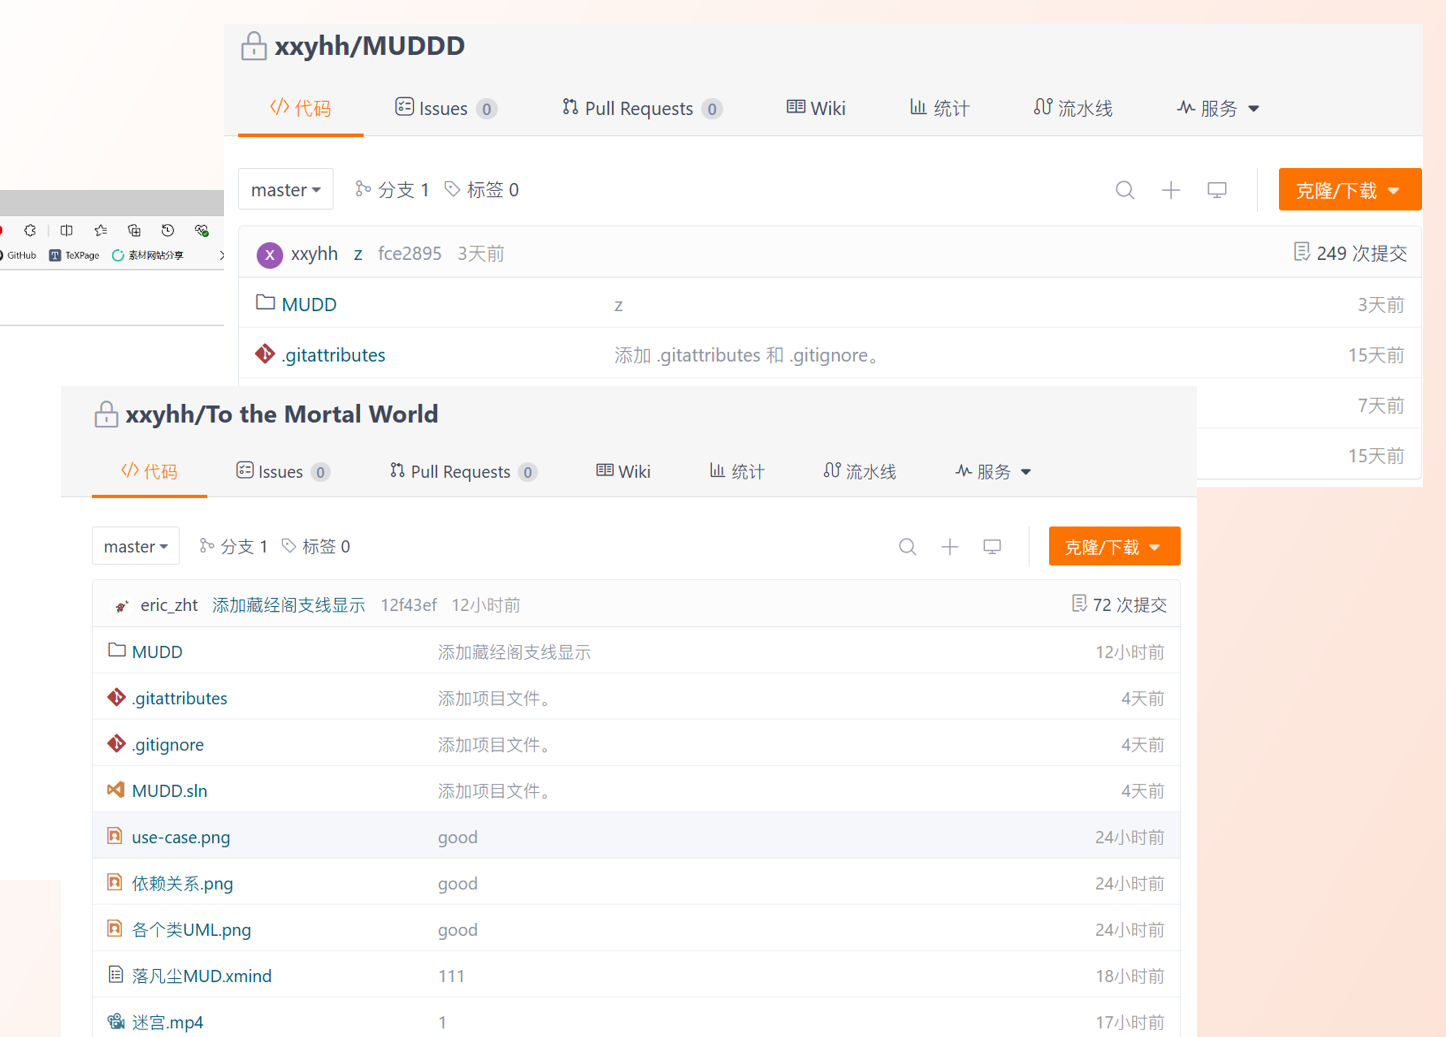 xxyhh/MUDDD
代码 Issues 0 Pull Requests 0 Wiki 统计 流水线 服务
master 分支 1 标签 0 克隆/下载
X xxyhh z fce2895 3天前 249 次提交
MUDD z 3天前
.gitattributes 添加 .gitattributes 和 .gitignore。 15天前
7天前
15天前
GitHub T TeXPage 素材网站分享
xxyhh/To the Mortal World
代码 Issues 0 Pull Requests 0 Wiki 统计 流水线 服务
master 分支 1 标签 0 克隆/下载
eric_zht 添加藏经阁支线显示 12f43ef 12小时前 72 次提交
MUDD 添加藏经阁支线显示 12小时前
.gitattributes 添加项目文件。 4天前
.gitignore 添加项目文件。 4天前
MUDD.sln 添加项目文件。 4天前
use-case.png good 24小时前
依赖关系.png good 24小时前
各个类UML.png good 24小时前
落凡尘MUD.xmind 111 18小时前
迷宫.mp4 1 17小时前